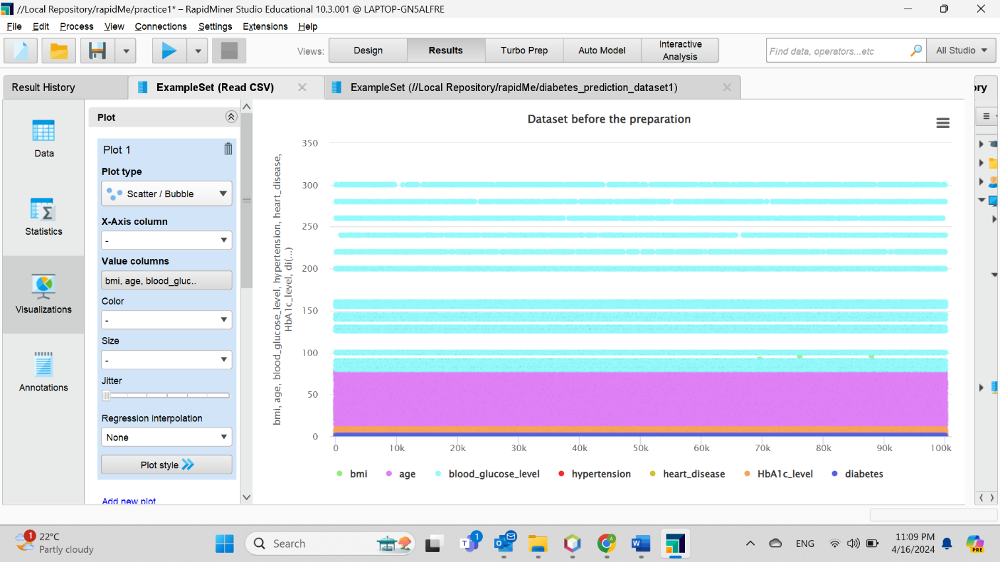 //Local Repository/rapidMe/practice1* – RapidMiner Studio Educational 10.3.001 @ LAPTOP-GN5ALFRE
File Edit Process View Connections Settings Extensions Help
Views: Design Results Turbo Prep Auto Model Interactive Analysis Find data, operators...etc All Studio
Result History ExampleSet (Read CSV) ExampleSet (//Local Repository/rapidMe/diabetes_prediction_dataset1) ory
Data
Statistics
Visualizations
Annotations
Plot
Plot 1
Plot type
Scatter / Bubble
X-Axis column
-
Value columns
bmi, age, blood_gluc..
Color
-
Size
-
Jitter
Regression interpolation
None
Plot style
Add new plot
Dataset before the preparation
bmi, age, blood_glucose_level, hypertension, heart_disease,
HbA1c_level, di(...)
350
300
250
200
150
100
50
0
0 10k 20k 30k 40k 50k 60k 70k 80k 90k 100k
bmi age blood_glucose_level hypertension heart_disease HbA1c_level diabetes
1 22°C
Partly cloudy
Search
1
ENG
11:09 PM
4/16/2024
PRE